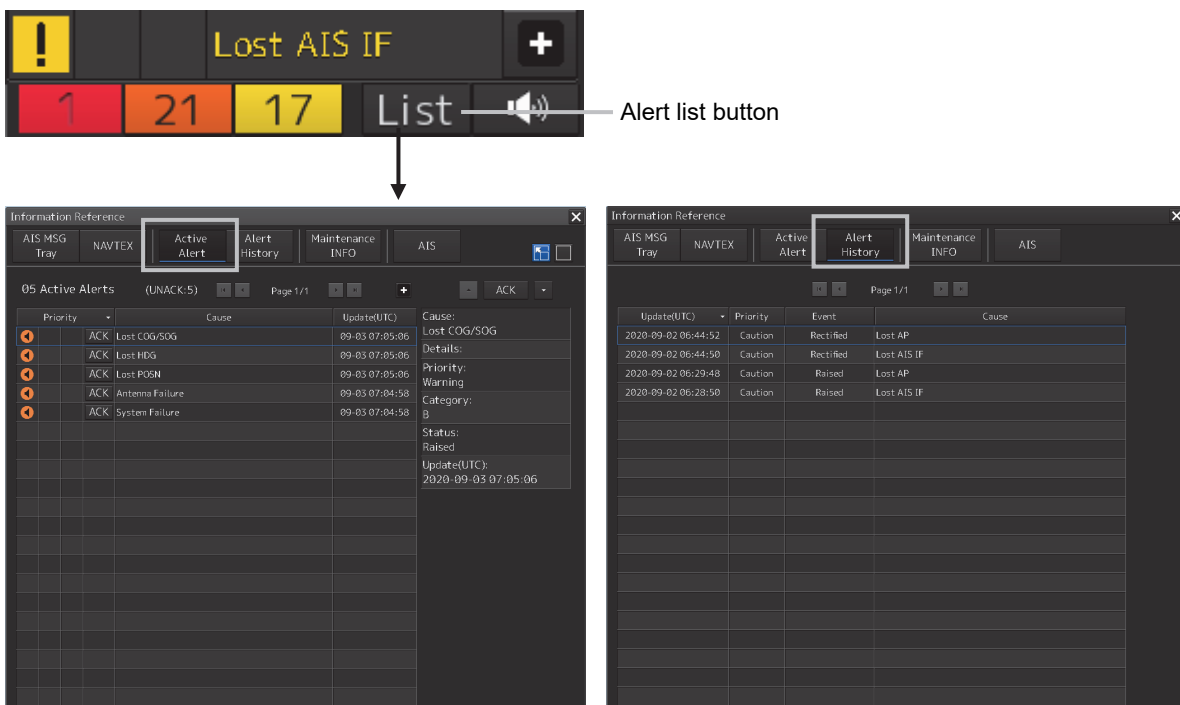 Lost AIS IF
1 21 17 List
Alert list button
Information Reference
AIS MSG Tray NAVTEX Active Alert Alert History Maintenance INFO AIS
05 Active Alerts (UNACK:5) Page 1/1 ACK
Priority Cause Update(UTC)
ACK Lost COG/SOG 09-03 07:05:06
ACK Lost HDG 09-03 07:05:06
ACK Lost POSN 09-03 07:05:06
ACK Antenna Failure 09-03 07:04:58
ACK System Failure 09-03 07:04:58
Cause:
Lost COG/SOG
Details:
Priority:
Warning
Category:
B
Status:
Raised
Update(UTC):
2020-09-03 07:05:06
Information Reference
AIS MSG Tray NAVTEX Active Alert Alert History Maintenance INFO AIS
Page 1/1
Update(UTC) Priority Event Cause
2020-09-02 06:44:52 Caution Rectified Lost AP
2020-09-02 06:44:50 Caution Rectified Lost AIS IF
2020-09-02 06:29:48 Caution Raised Lost AP
2020-09-02 06:28:50 Caution Raised Lost AIS IF